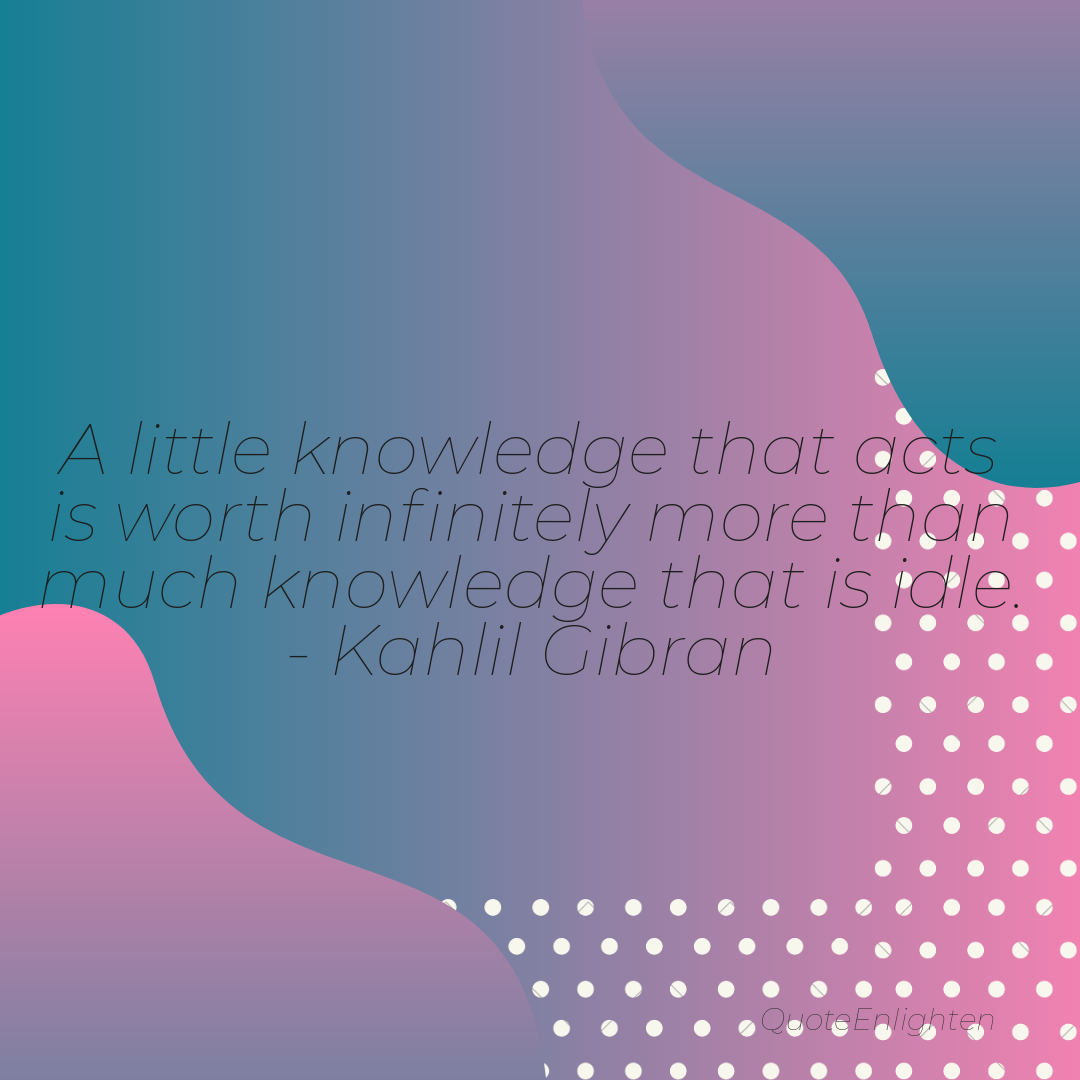 A little knowledge that acts
is worth infinitely more than
much knowledge that is idle.
- Kahlil Gibran
QuoteEnlighten